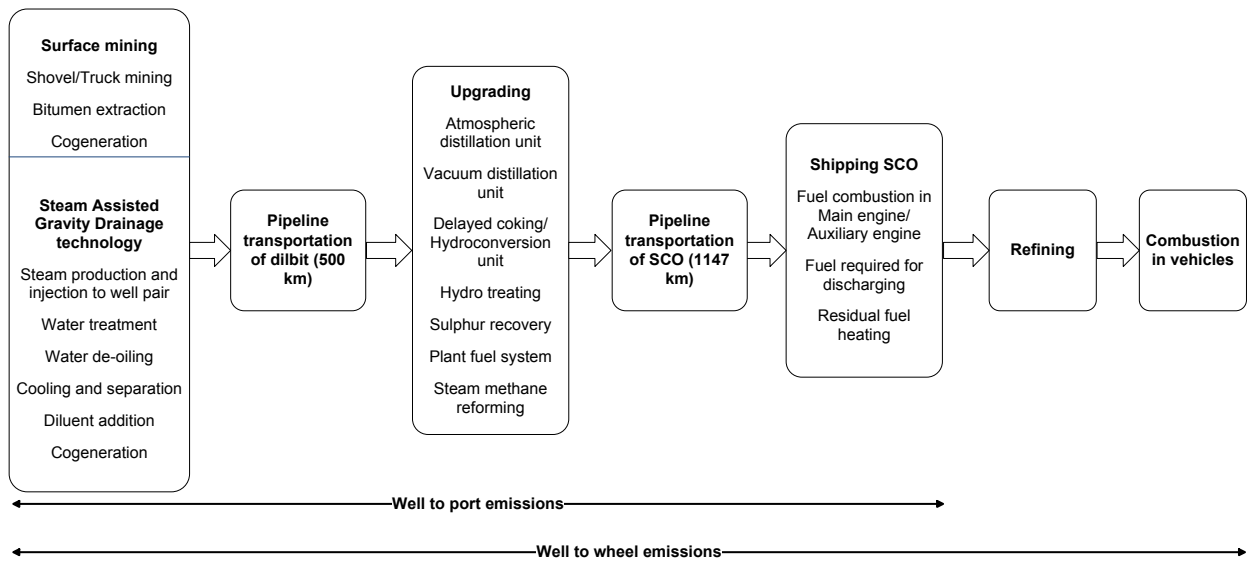 Surface mining
Shovel/Truck mining
Bitumen extraction
Cogeneration
Steam Assisted
Gravity Drainage
technology
Steam production and
injection to well pair
Water treatment
Water de-oiling
Cooling and separation
Diluent addition
Cogeneration
Pipeline
transportation
of dilbit (500
km)
Upgrading
Atmospheric
distillation unit
Vacuum distillation
unit
Delayed coking/
Hydroconversion
unit
Hydro treating
Sulphur recovery
Plant fuel system
Steam methane
reforming
Pipeline
transportation
of SCO (1147
km)
Shipping SCO
Fuel combustion in
Main engine/
Auxiliary engine
Fuel required for
discharging
Residual fuel
heating
Refining
Combustion
in vehicles
Well to port emissions
Well to wheel emissions